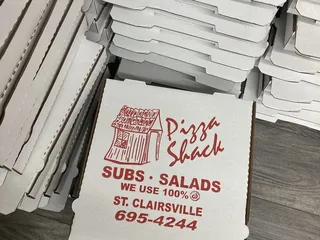 Pizza
Shack
SUBS · SALADS
WE USE 100%
ST. CLAIRSVILLE
695-4244